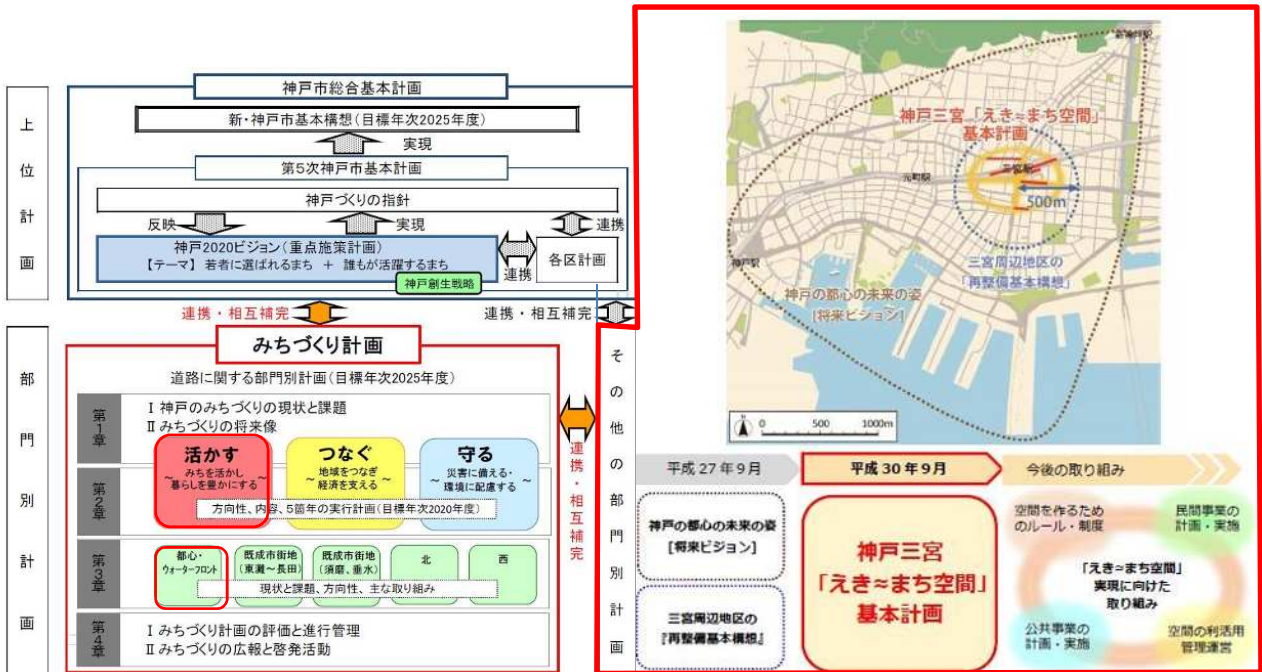 上位計画
神戸市総合基本計画
新・神戸市基本構想(目標年次2025年度)
実現
第5次神戸市基本計画
神戸づくりの指針
反映
実現
連携
神戸2020ビジョン(重点施策計画)
【テーマ】 若者に選ばれるまち + 誰もが活躍するまち
神戸創生戦略
連携
各区計画
連携・相互補完
連携・相互補完
部門別計画
みちづくり計画
道路に関する部門別計画(目標年次2025年度)
第1章
Ⅰ 神戸のみちづくりの現状と課題
Ⅱ みちづくりの将来像
活かす
みちを活かし
~暮らしを豊かにする~
つなぐ
地域をつなぎ
~経済を支える~
守る
災害に備える・
~環境に配慮する~
第2章
方向性、内容、5箇年の実行計画(目標年次2020年度)
第3章
都心・
ウォーターフロント
既成市街地
(東灘~長田)
既成市街地
(須磨、垂水)
北
西
現状と課題、方向性、主な取り組み
第4章
Ⅰ みちづくり計画の評価と進行管理
Ⅱ みちづくりの広報と啓発活動
連携・相互補完
その他の部門別計画
新神戸駅
神戸三宮「えき≈まち空間」
基本計画
三宮駅
元町駅
500m
神戸駅
三宮周辺地区の
「再整備基本構想」
神戸の都心の未来の姿
[将来ビジョン]
0 500 1000m
平成27年9月
平成30年9月
今後の取り組み
神戸の都心の未来の姿
[将来ビジョン]
三宮周辺地区の
『再整備基本構想』
神戸三宮
「えき≈まち空間」
基本計画
空間を作るため
のルール・制度
民間事業の
計画・実施
「えき≈まち空間」
実現に向けた
取り組み
公共事業の
計画・実施
空間の利活用
管理運営